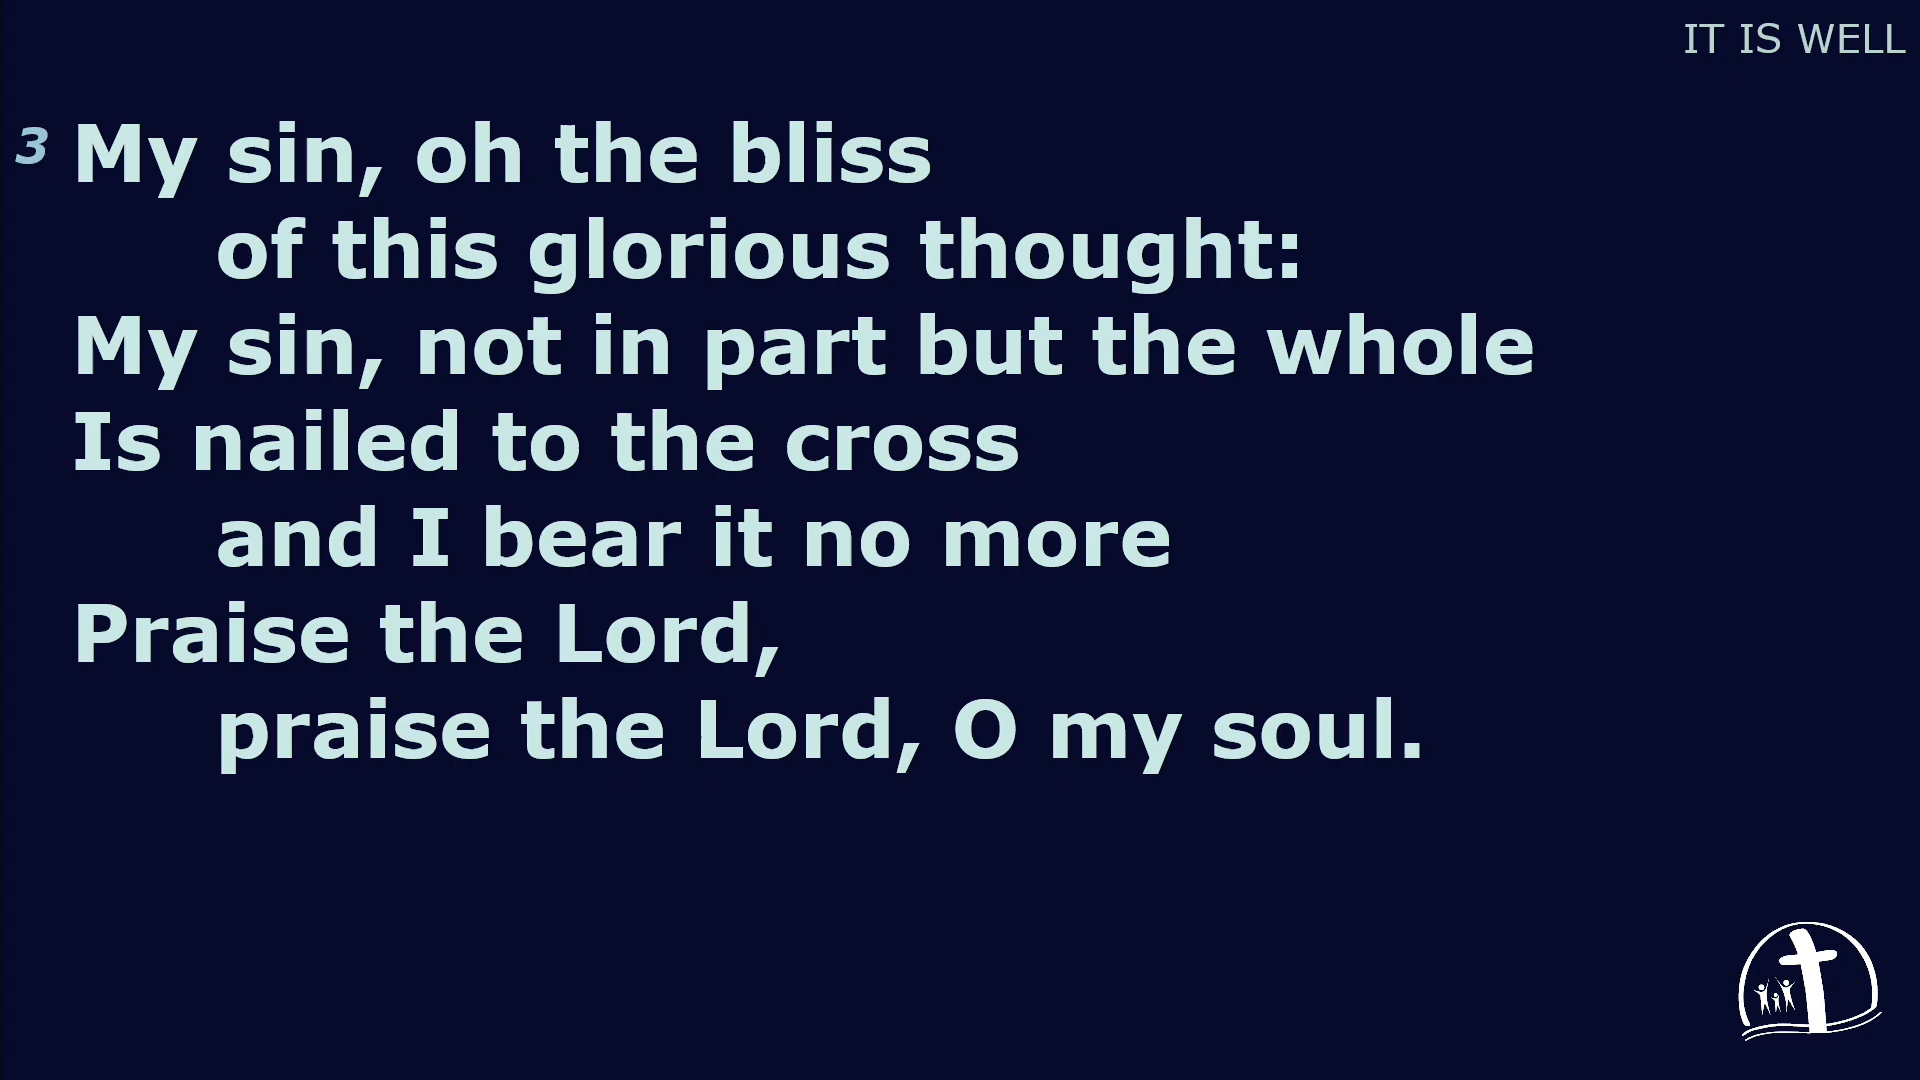 IT IS WELL
3 My sin, oh the bliss
of this glorious thought:
My sin, not in part but the whole
Is nailed to the cross
and I bear it no more
Praise the Lord,
praise the Lord, O my soul.